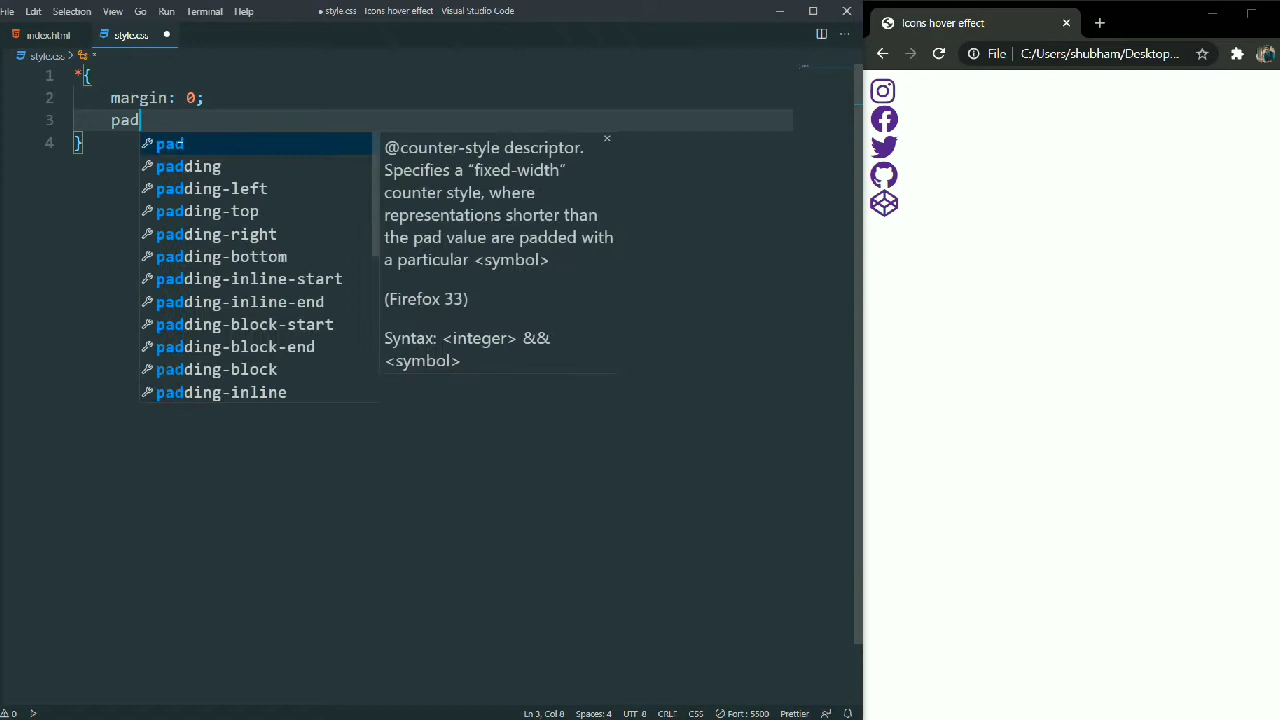 File Edit Selection View Go Run Terminal Help ● style.css Icons hover effect Visual Studio Code
index.html style.css
style.css > *
1 *{
2 margin: 0;
3 pad
4 }
pad
padding
padding-left
padding-top
padding-right
padding-bottom
padding-inline-start
padding-inline-end
padding-block-start
padding-block-end
padding-block
padding-inline
@counter-style descriptor.
Specifies a “fixed-width”
counter style, where
representations shorter than
the pad value are padded with
a particular <symbol>
(Firefox 33)
Syntax: <integer> &&
<symbol>
0 Ln 3, Col 8 Spaces: 4 UTF-8 CRLF CSS Port : 5500 Prettier
Icons hover effect
File C:/Users/shubham/Desktop...